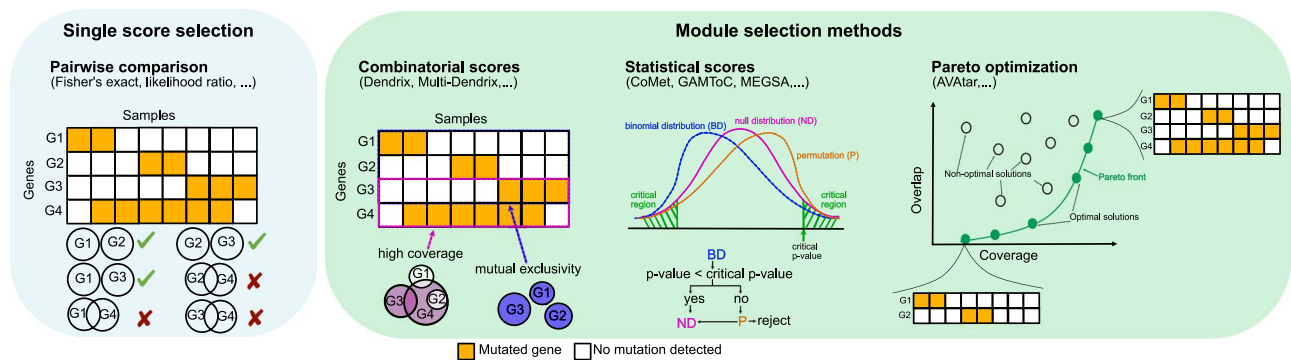 Single score selection
Pairwise comparison
(Fisher's exact, likelihood ratio, ...)
Samples
Genes
G1
G2
G3
G4
G1 G2
G2 G3
G1 G3
G2 G4
G1 G4
G3 G4
Module selection methods
Combinatorial scores
(Dendrix, Multi-Dendrix,...)
Samples
Genes
G1
G2
G3
G4
high coverage
mutual exclusivity
G1
G3
G2
G4
G1
G3
G2
Statistical scores
(CoMet, GAMToC, MEGSA,...)
binomial distribution (BD)
null distribution (ND)
permutation (P)
critical
region
critical
region
critical
p-value
BD
p-value < critical p-value
yes no
ND P reject
Pareto optimization
(AVAtar,...)
Overlap
Non-optimal solutions
Pareto front
Optimal solutions
Coverage
G1
G2
G3
G4
G1
G2
Mutated gene No mutation detected